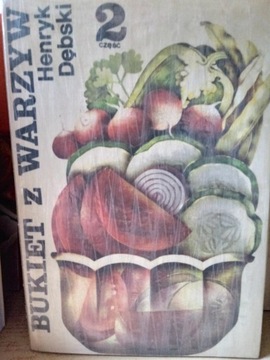 BUKIET z WARZYW
Henryk
Dębski
2
część